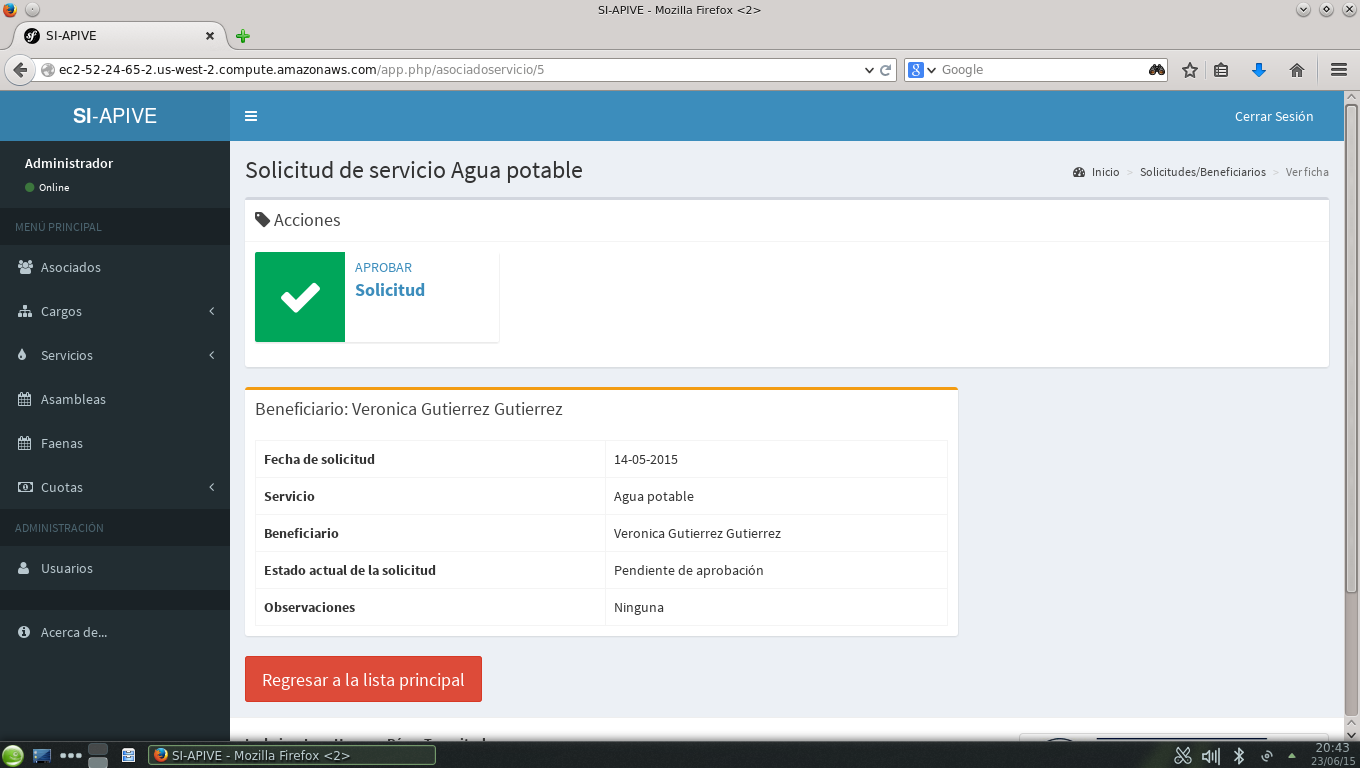 SI-APIVE - Mozilla Firefox <2>
SI-APIVE
ec2-52-24-65-2.us-west-2.compute.amazonaws.com/app.php/asociadoservicio/5
Google
SI-APIVE
Cerrar Sesión
Administrador
Online
MENÚ PRINCIPAL
Asociados
Cargos
Servicios
Asambleas
Faenas
Cuotas
ADMINISTRACIÓN
Usuarios
Acerca de...
Solicitud de servicio Agua potable
Inicio > Solicitudes/Beneficiarios > Ver ficha
Acciones
APROBAR
Solicitud
Beneficiario: Veronica Gutierrez Gutierrez
Fecha de solicitud 14-05-2015
Servicio Agua potable
Beneficiario Veronica Gutierrez Gutierrez
Estado actual de la solicitud Pendiente de aprobación
Observaciones Ninguna
Regresar a la lista principal
SI-APIVE - Mozilla Firefox <2>
20:43
23/06/15